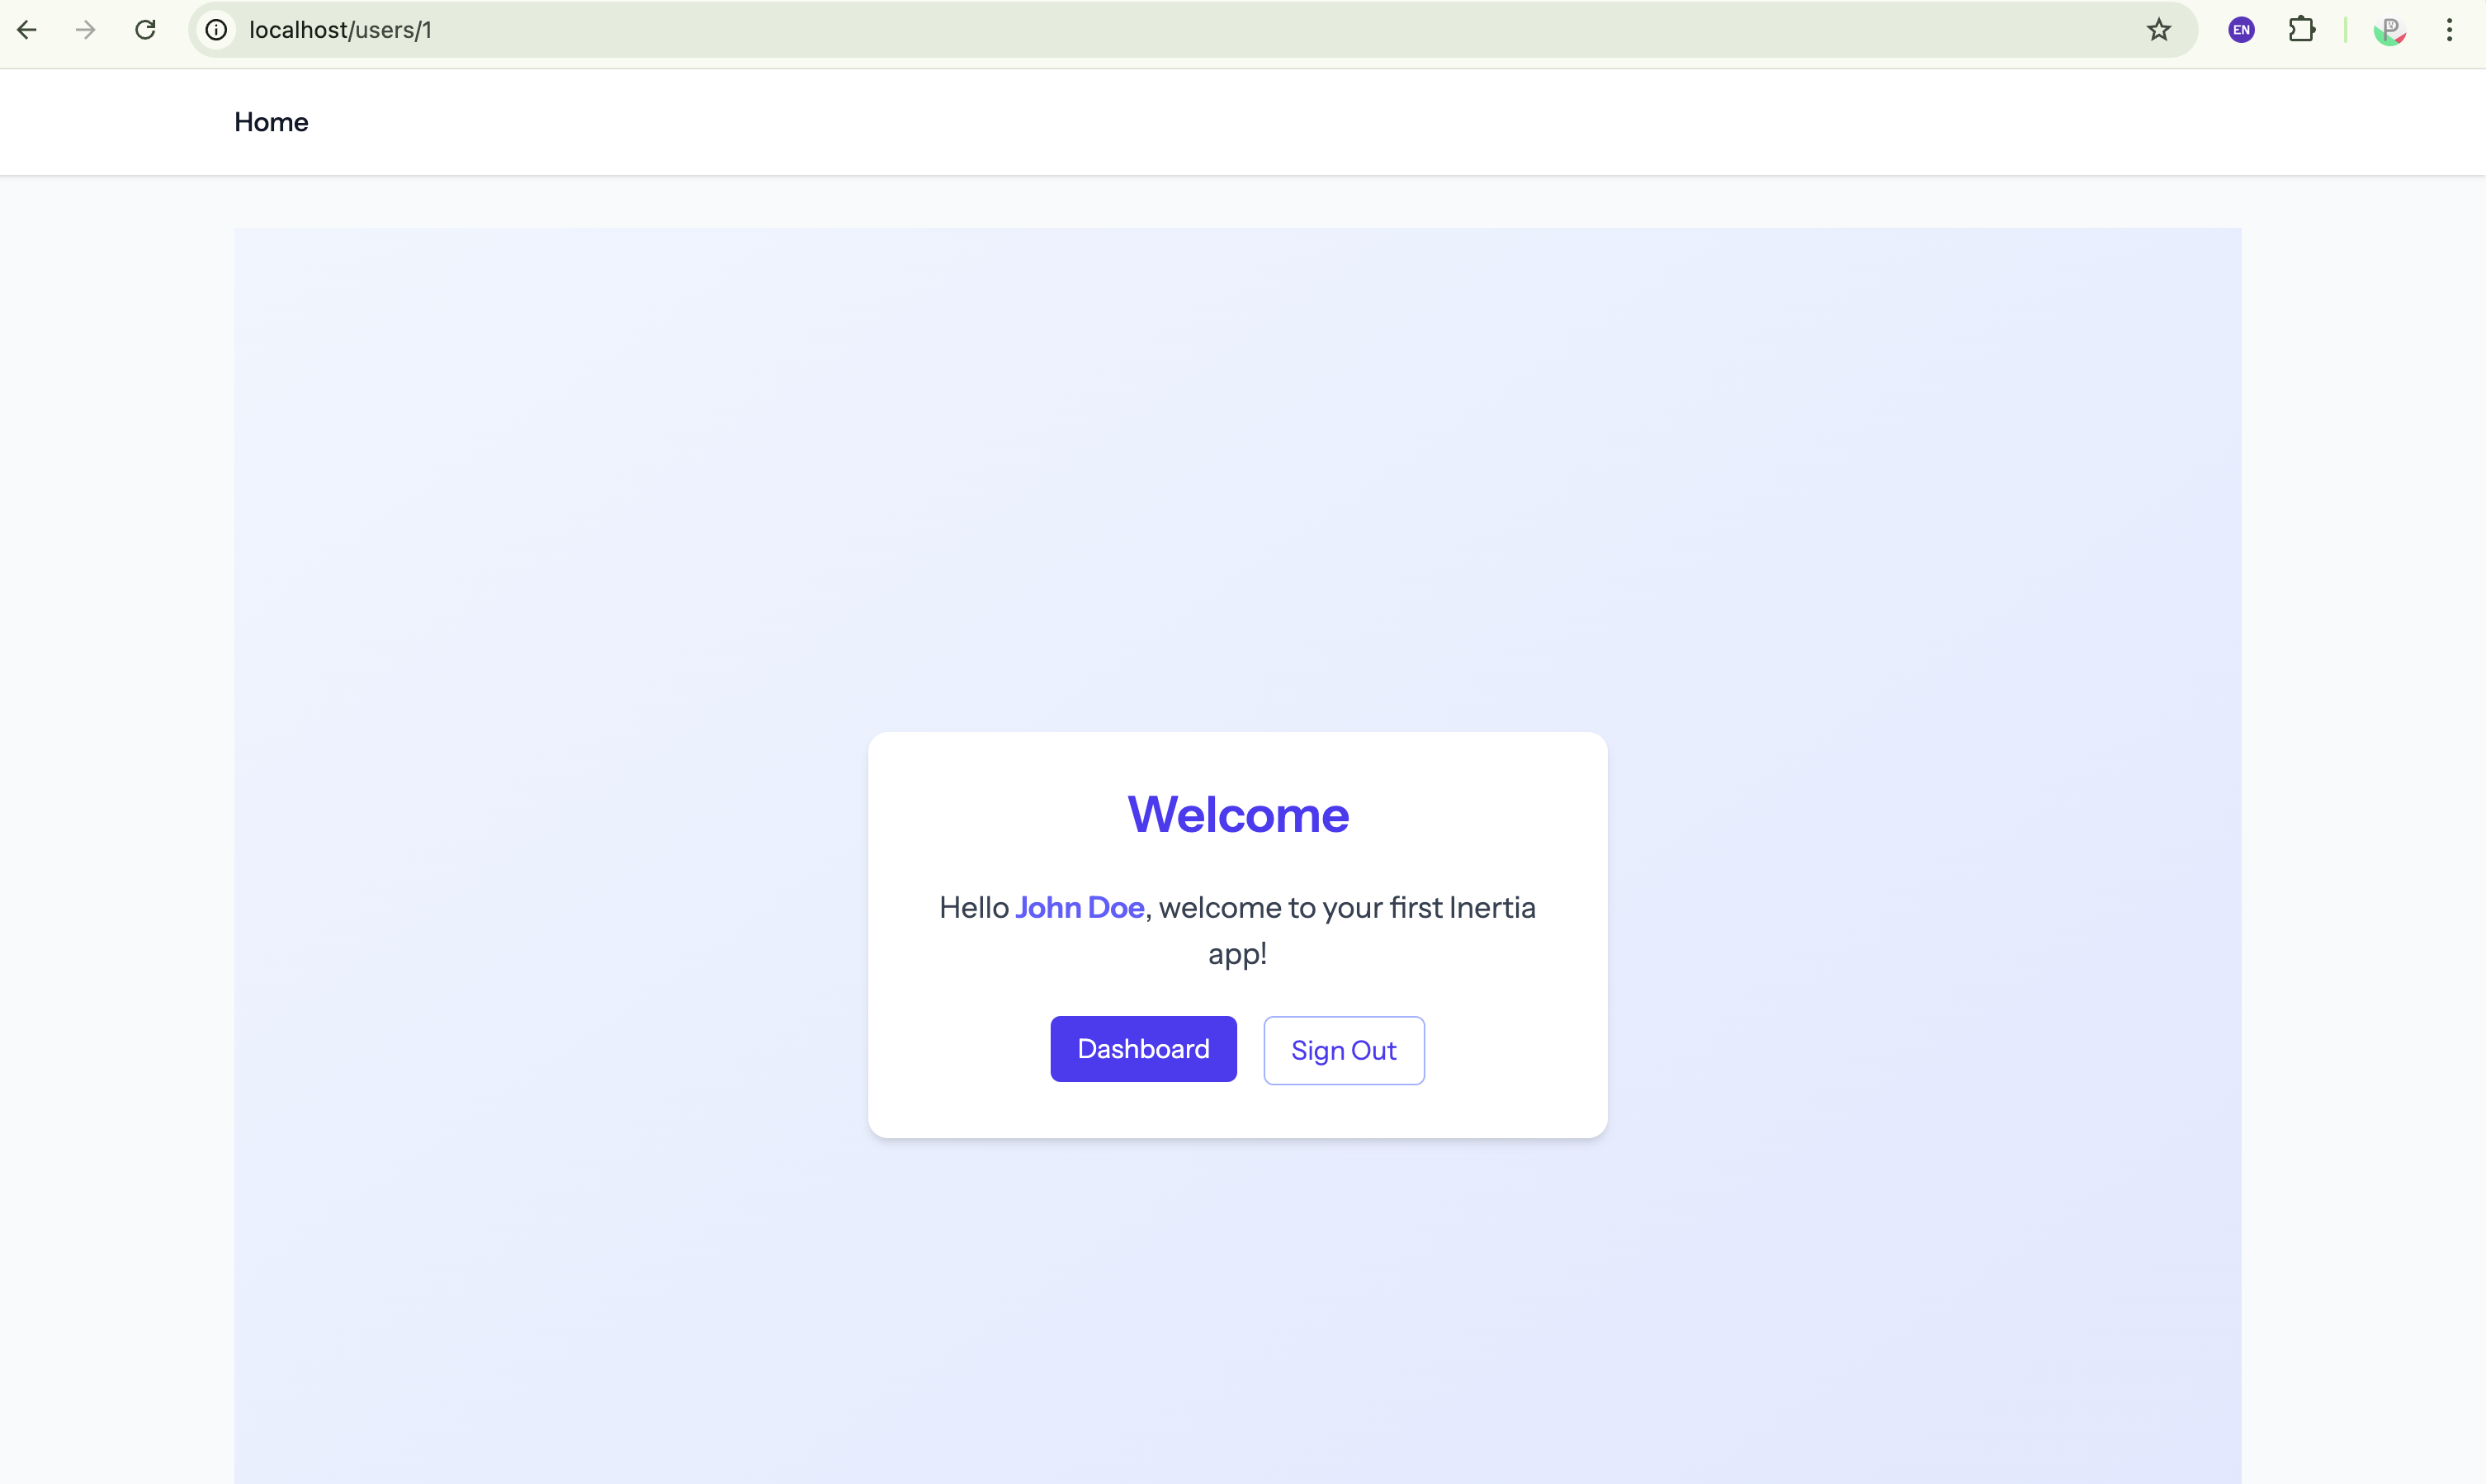 localhost/users/1
EN
P
Home
Welcome
Hello John Doe, welcome to your first Inertia
app!
Dashboard
Sign Out